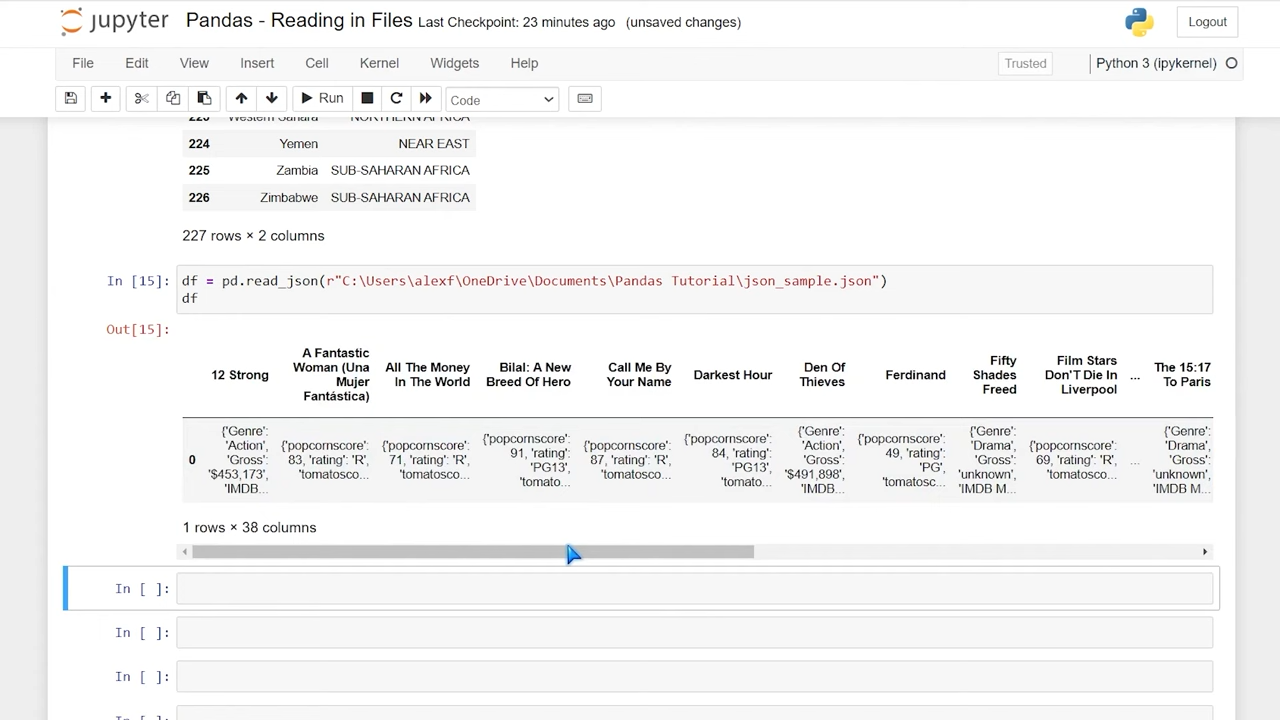 jupyter Pandas - Reading in Files Last Checkpoint: 23 minutes ago (unsaved changes) Logout
File Edit View Insert Cell Kernel Widgets Help Trusted Python 3 (ipykernel)
Run Code
223 Western Sahara NORTHERN AFRICA
224 Yemen NEAR EAST
225 Zambia SUB-SAHARAN AFRICA
226 Zimbabwe SUB-SAHARAN AFRICA
227 rows × 2 columns
In [15]: df = pd.read_json(r"C:\Users\alexf\OneDrive\Documents\Pandas Tutorial\json_sample.json")
df
Out[15]:
12 Strong
A Fantastic
Woman (Una
Mujer
Fantástica)
All The Money
In The World
Bilal: A New
Breed Of Hero
Call Me By
Your Name
Darkest Hour
Den Of
Thieves
Ferdinand
Fifty
Shades
Freed
Film Stars
Don'T Die In
Liverpool
...
The 15:17
To Paris
0
{'Genre':
'Action',
'Gross':
'$453,173',
'IMDB...
{'popcornscore':
83, 'rating': 'R',
'tomatosco...
{'popcornscore':
71, 'rating': 'R',
'tomatosco...
{'popcornscore':
91, 'rating':
'PG13',
'tomato...
{'popcornscore':
87, 'rating': 'R',
'tomatosco...
{'popcornscore':
84, 'rating':
'PG13',
'tomato...
{'Genre':
'Action',
'Gross':
'$491,898',
'IMDB...
{'popcornscore':
49, 'rating':
'PG',
'tomatosc...
{'Genre':
'Drama',
'Gross':
'unknown',
'IMDB M...
{'popcornscore':
69, 'rating': 'R',
'tomatosco...
...
{'Genre':
'Drama',
'Gross':
'unknown',
'IMDB M...
1 rows × 38 columns
In [ ]:
In [ ]:
In [ ]:
In [ ]: